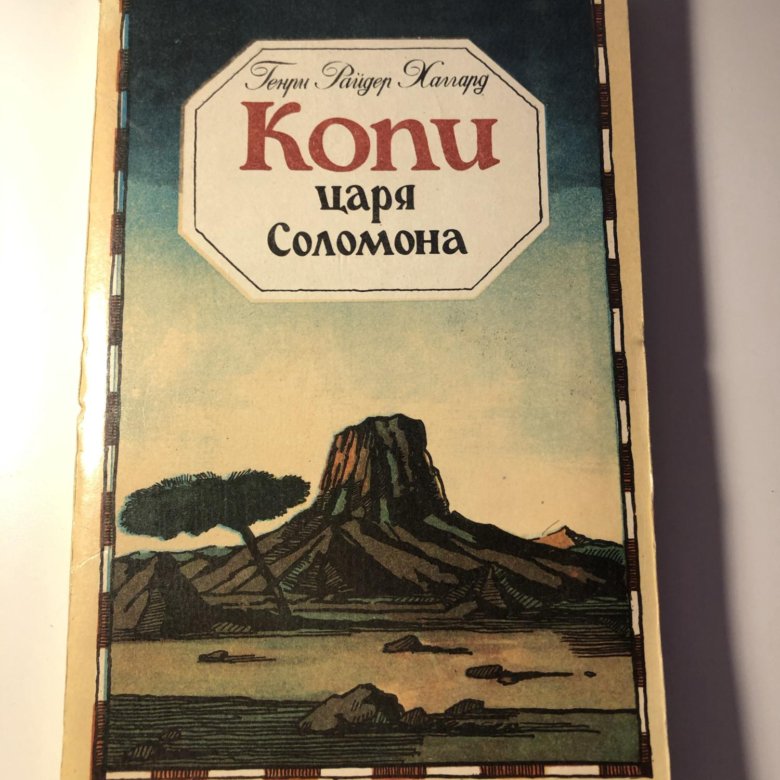 Генри Райдер Хаггард
Копи
царя
Соломона